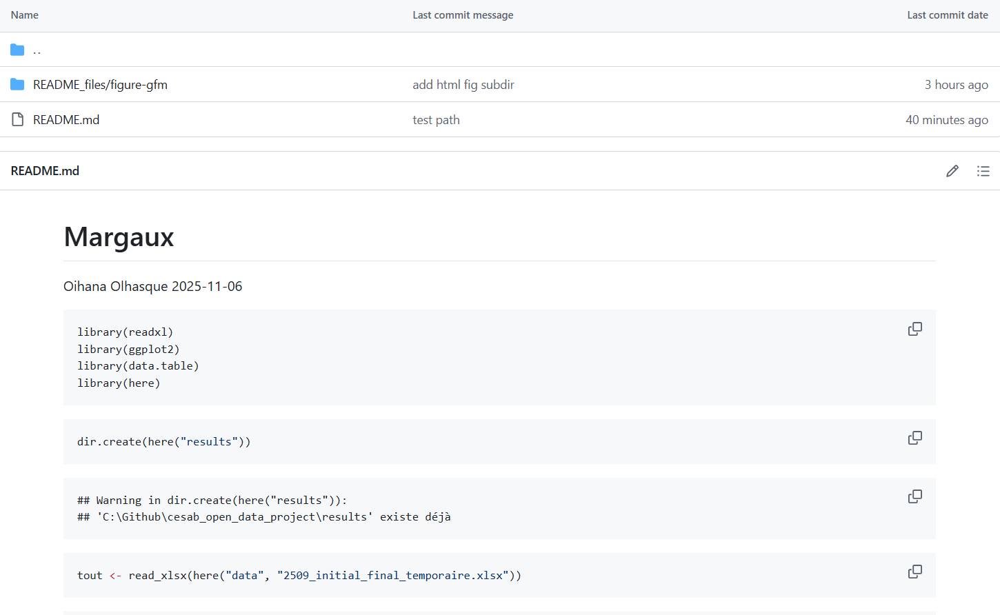 Name Last commit message Last commit date
..
README_files/figure-gfm add html fig subdir 3 hours ago
README.md test path 40 minutes ago
README.md
Margaux
Oihana Olhasque 2025-11-06
library(readxl)
library(ggplot2)
library(data.table)
library(here)
dir.create(here("results"))
## Warning in dir.create(here("results")):
## 'C:\Github\cesab_open_data_project\results' existe déjà
tout <- read_xlsx(here("data", "2509_initial_final_temporaire.xlsx"))